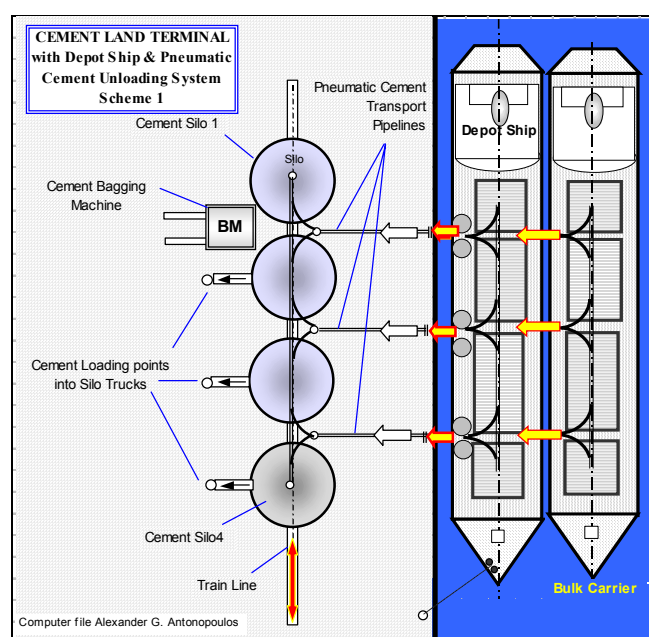 CEMENT LAND TERMINAL
with Depot Ship & Pneumatic
Cement Unloading System
Scheme 1
Pneumatic Cement
Transport
Pipelines
Cement Silo 1
Depot Ship
Silo
Cement Bagging
Machine
BM
Cement Loading points
into Silo Trucks
Cement Silo4
Train Line
Bulk Carrier
Computer file Alexander G. Antonopoulos